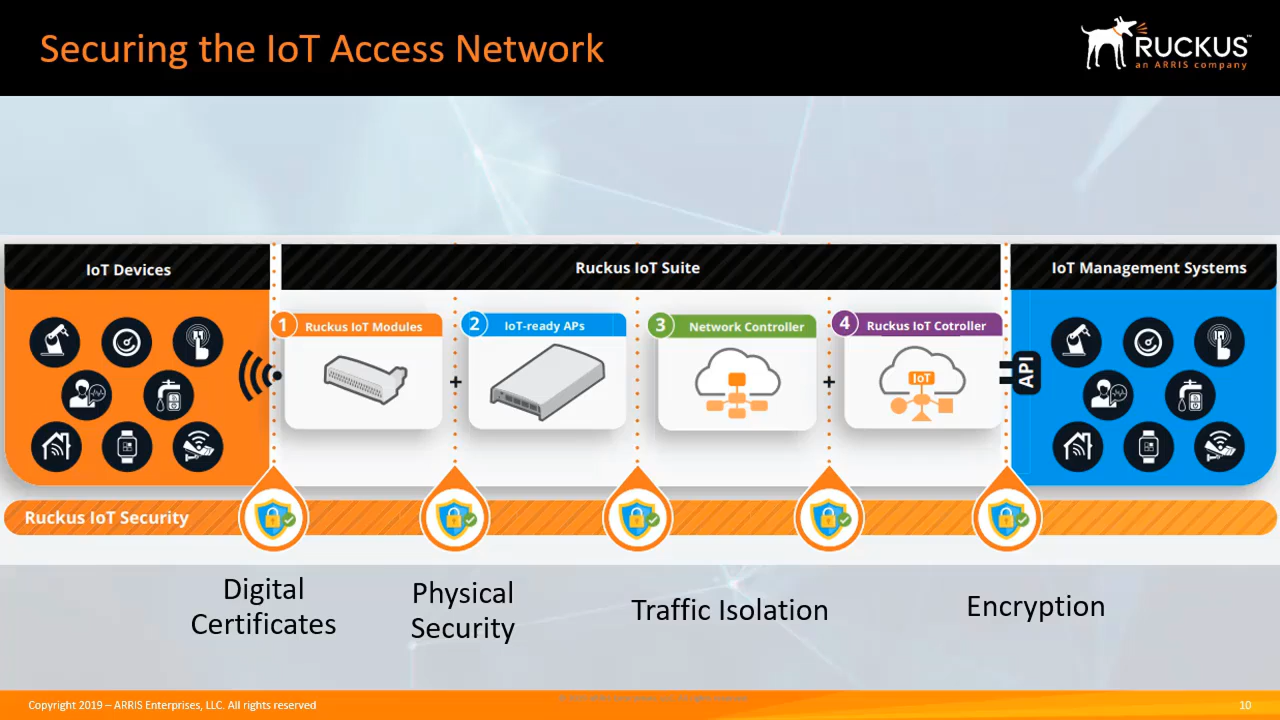 Securing the IoT Access Network
RUCKUS™
an ARRIS company
IoT Devices
Ruckus IoT Suite
IoT Management Systems
1 Ruckus IoT Modules
2 IoT-ready APs
3 Network Controller
4 Ruckus IoT Cotroller
+
+
IoT
API
Ruckus IoT Security
Digital
Certificates
Physical
Security
Traffic Isolation
Encryption
Copyright 2019 – ARRIS Enterprises, LLC. All rights reserved
10